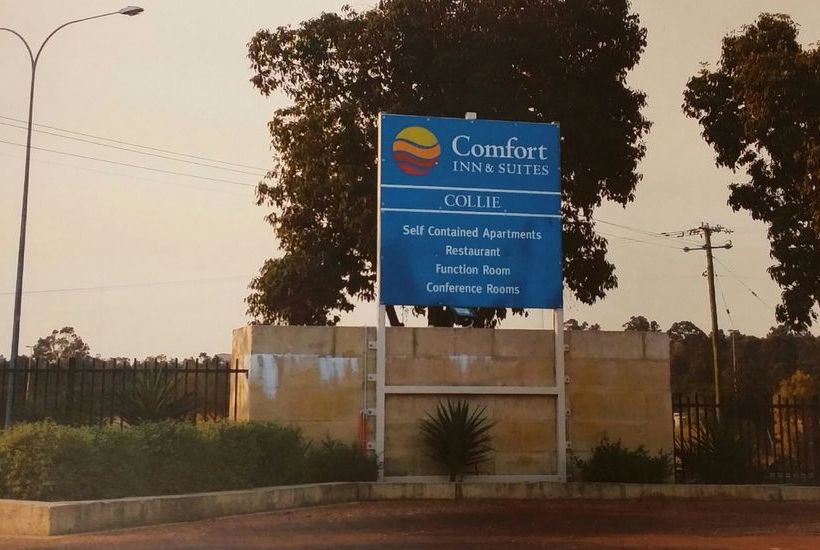 Comfort
INN & SUITES
COLLIE
Self Contained Apartments
Restaurant
Function Room
Conference Rooms